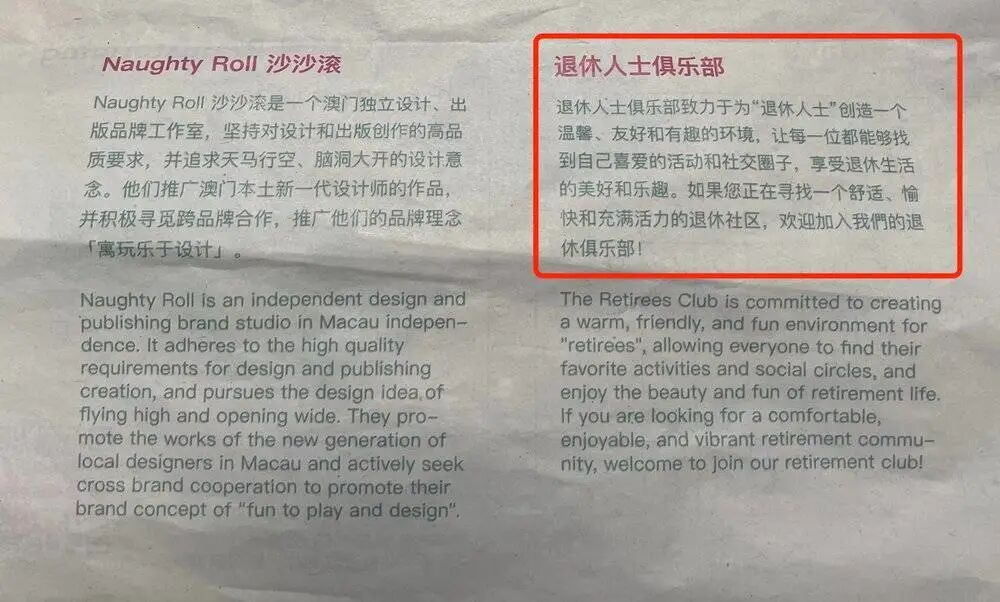 Naughty Roll 沙沙滚
Naughty Roll 沙沙滚是一个澳门独立设计、出
版品牌工作室，坚持对设计和出版创作的高品
质要求，并追求天马行空、脑洞大开的设计意
念。他们推广澳门本土新一代设计师的作品，
并积极寻觅跨品牌合作，推广他们的品牌理念
「寓玩乐于设计」。
Naughty Roll is an independent design and
publishing brand studio in Macau indepen-
dence. It adheres to the high quality
requirements for design and publishing
creation, and pursues the design idea of
flying high and opening wide. They pro-
mote the works of the new generation of
local designers in Macau and actively seek
cross brand cooperation to promote their
brand concept of "fun to play and design".
退休人士俱乐部
退休人士俱乐部致力于为“退休人士”创造一个
温馨、友好和有趣的环境，让每一位都能够找
到自己喜爱的活动和社交圈子，享受退休生活
的美好和乐趣。如果您正在寻找一个舒适、愉
快和充满活力的退休社区，欢迎加入我們的退
休俱乐部！
The Retirees Club is committed to creating
a warm, friendly, and fun environment for
"retirees", allowing everyone to find their
favorite activities and social circles, and
enjoy the beauty and fun of retirement life.
If you are looking for a comfortable,
enjoyable, and vibrant retirement commu-
nity, welcome to join our retirement club!